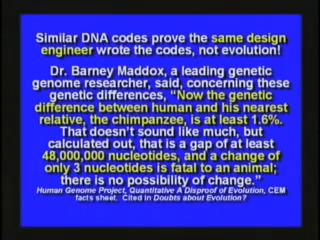 Similar DNA codes prove the same design
engineer wrote the codes, not evolution!
Dr. Barney Maddox, a leading genetic
genome researcher, said, concerning these
genetic differences, “Now the genetic
difference between human and his nearest
relative, the chimpanzee, is at least 1.6%.
That doesn’t sound like much, but
calculated out, that is a gap of at least
48,000,000 nucleotides, and a change of
only 3 nucleotides is fatal to an animal;
there is no possibility of change.”
Human Genome Project, Quantitative A Disproof of Evolution, CEM
facts sheet. Cited in Doubts about Evolution?